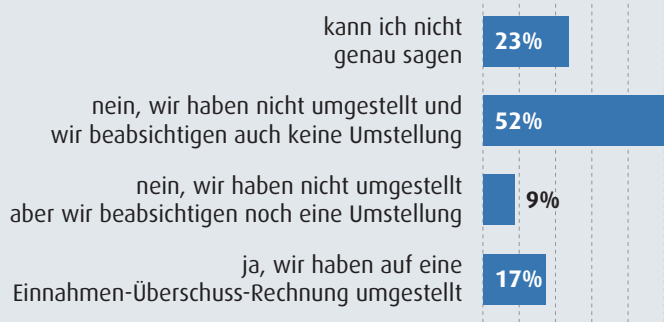 kann ich nicht
genau sagen
23%
nein, wir haben nicht umgestellt und
wir beabsichtigen auch keine Umstellung
52%
nein, wir haben nicht umgestellt
aber wir beabsichtigen noch eine Umstellung
9%
ja, wir haben auf eine
Einnahmen-Überschuss-Rechnung umgestellt
17%